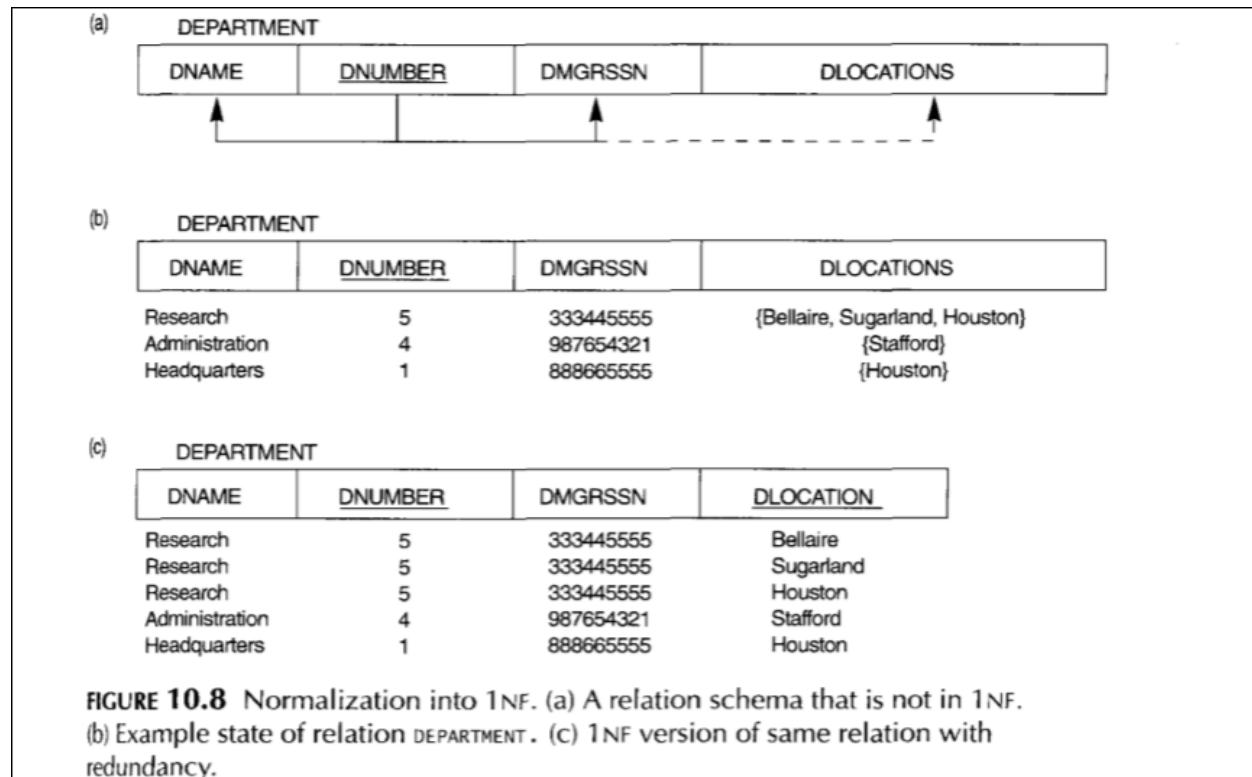 (a) DEPARTMENT
DNAME DNUMBER DMGRSSN DLOCATIONS
(b) DEPARTMENT
DNAME DNUMBER DMGRSSN DLOCATIONS
Research 5 333445555 {Bellaire, Sugarland, Houston}
Administration 4 987654321 {Stafford}
Headquarters 1 888665555 {Houston}
(c) DEPARTMENT
DNAME DNUMBER DMGRSSN DLOCATION
Research 5 333445555 Bellaire
Research 5 333445555 Sugarland
Research 5 333445555 Houston
Administration 4 987654321 Stafford
Headquarters 1 888665555 Houston
FIGURE 10.8 Normalization into 1NF. (a) A relation schema that is not in 1NF.
(b) Example state of relation DEPARTMENT. (c) 1NF version of same relation with
redundancy.